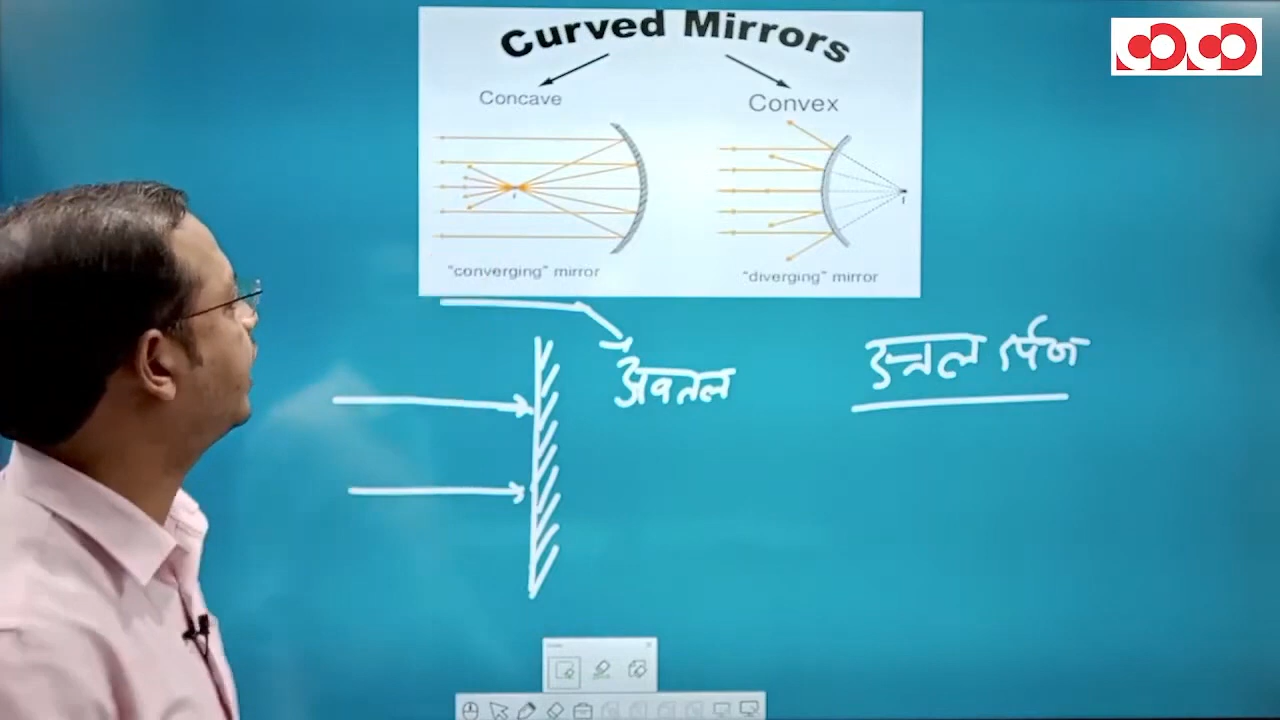 Curved Mirrors
Concave
Convex
"converging" mirror
"diverging" mirror
अवतल
उत्तल दर्पण